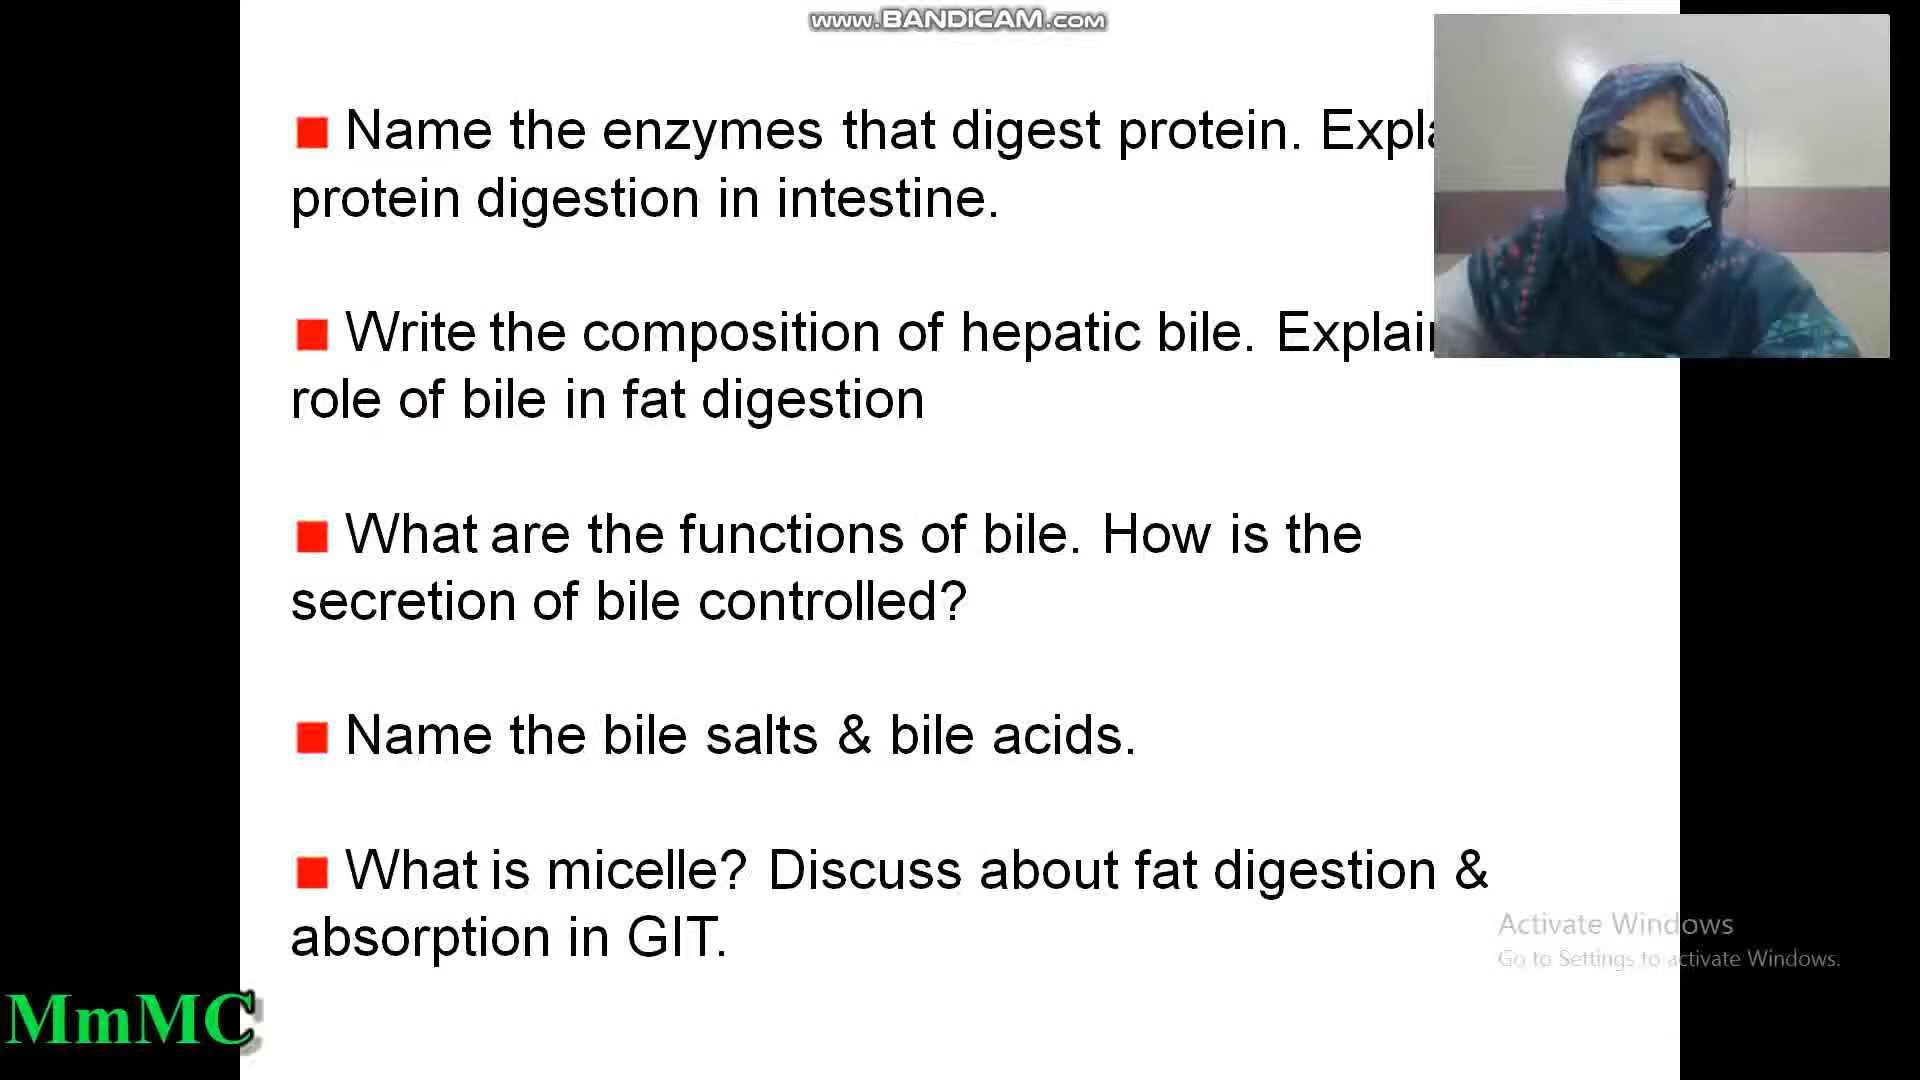 www.BANDICAM.com
Name the enzymes that digest protein. Expla
protein digestion in intestine.
Write the composition of hepatic bile. Explain
role of bile in fat digestion
What are the functions of bile. How is the
secretion of bile controlled?
Name the bile salts & bile acids.
What is micelle? Discuss about fat digestion &
absorption in GIT.
Activate Windows
Go to Settings to activate Windows.
MmMC